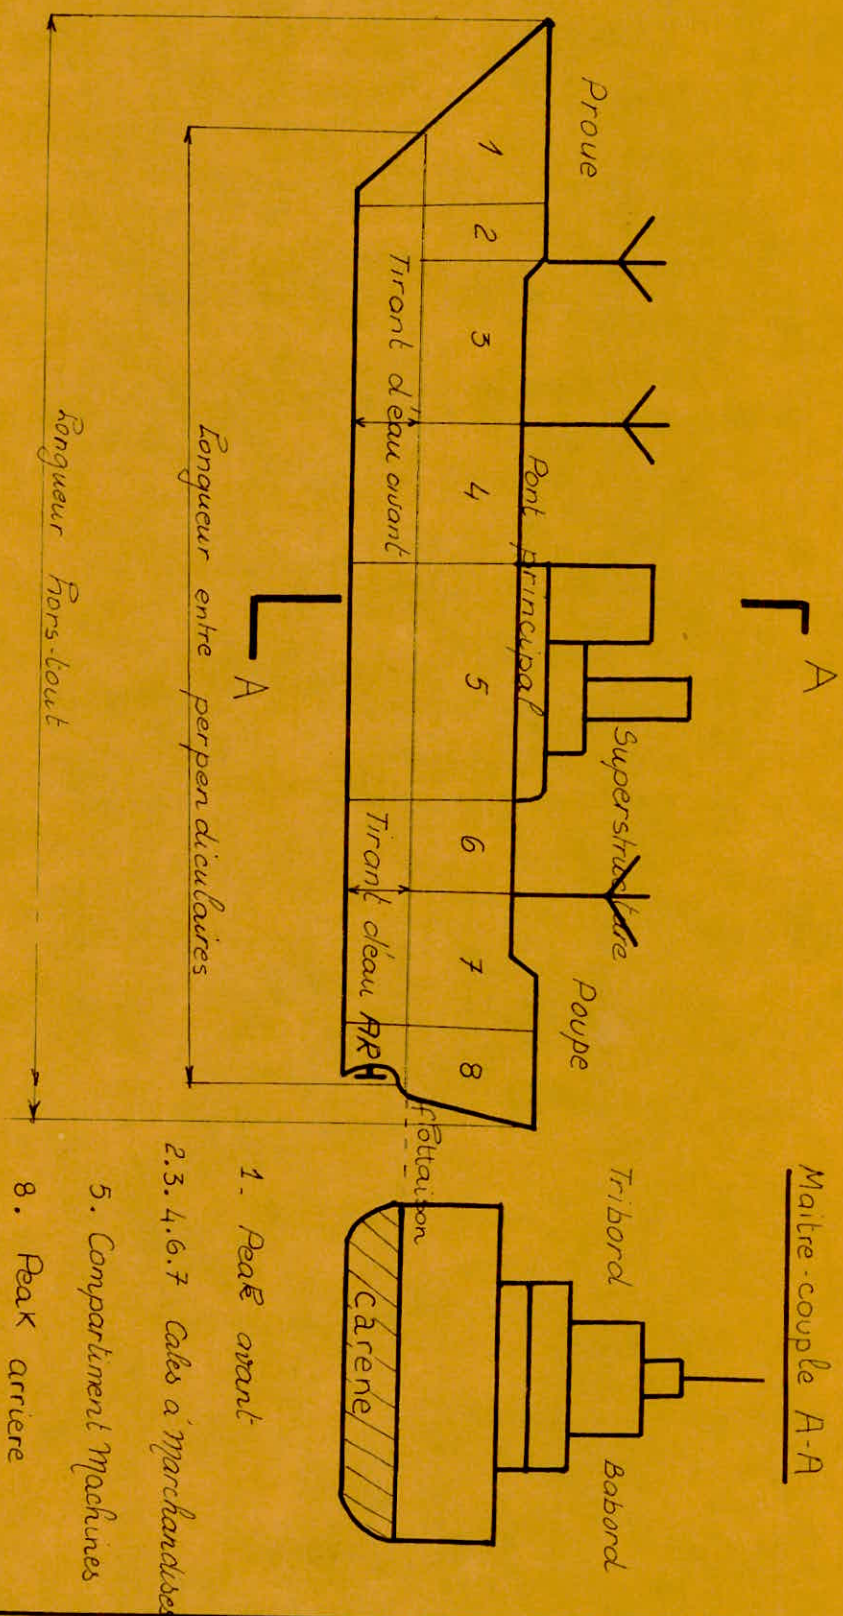 Maitre-couple A-A
A
Proue
Superstructure
Poupe
Tribord
Babord
Pont principal
1
2
3
4
5
6
7
8
Tirant d'eau avant
Tirant d'eau AR
flottaison
carène
A
Longueur entre perpendiculaires
Longueur hors-tout
1- Peak avant
2.3.4.6.7 Cales à Marchandises
5. Compartiment Machines
8. Peak arriere